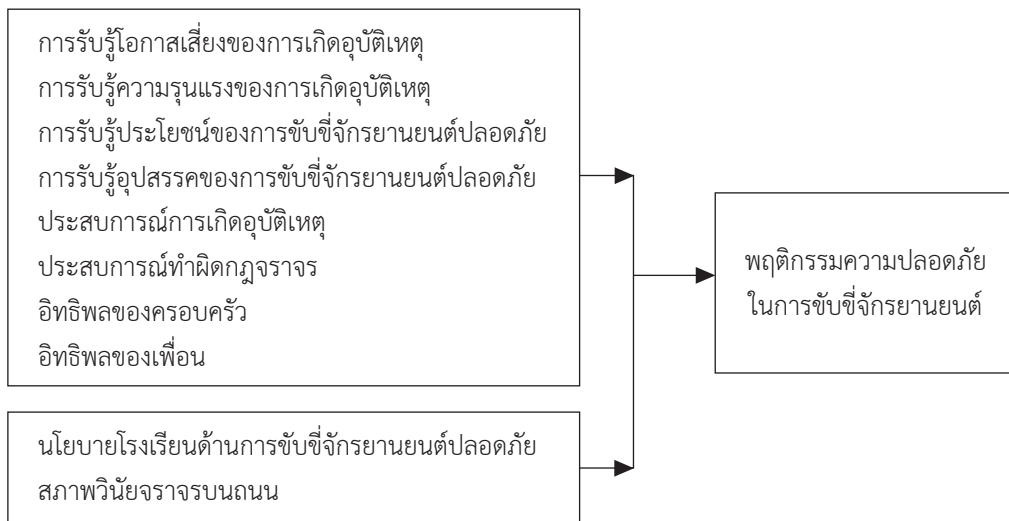 การรับรู้โอกาสเสี่ยงของการเกิดอุบัติเหตุ
การรับรู้ความรุนแรงของการเกิดอุบัติเหตุ
การรับรู้ประโยชน์ของการขับขี่จักรยานยนต์ปลอดภัย
การรับรู้อุปสรรคของการขับขี่จักรยานยนต์ปลอดภัย
ประสบการณ์การเกิดอุบัติเหตุ
ประสบการณ์ทำผิดกฎจราจร
อิทธิพลของครอบครัว
อิทธิพลของเพื่อน
พฤติกรรมความปลอดภัย
ในการขับขี่จักรยานยนต์
นโยบายโรงเรียนด้านการขับขี่จักรยานยนต์ปลอดภัย
สภาพวินัยจราจรบนถนน